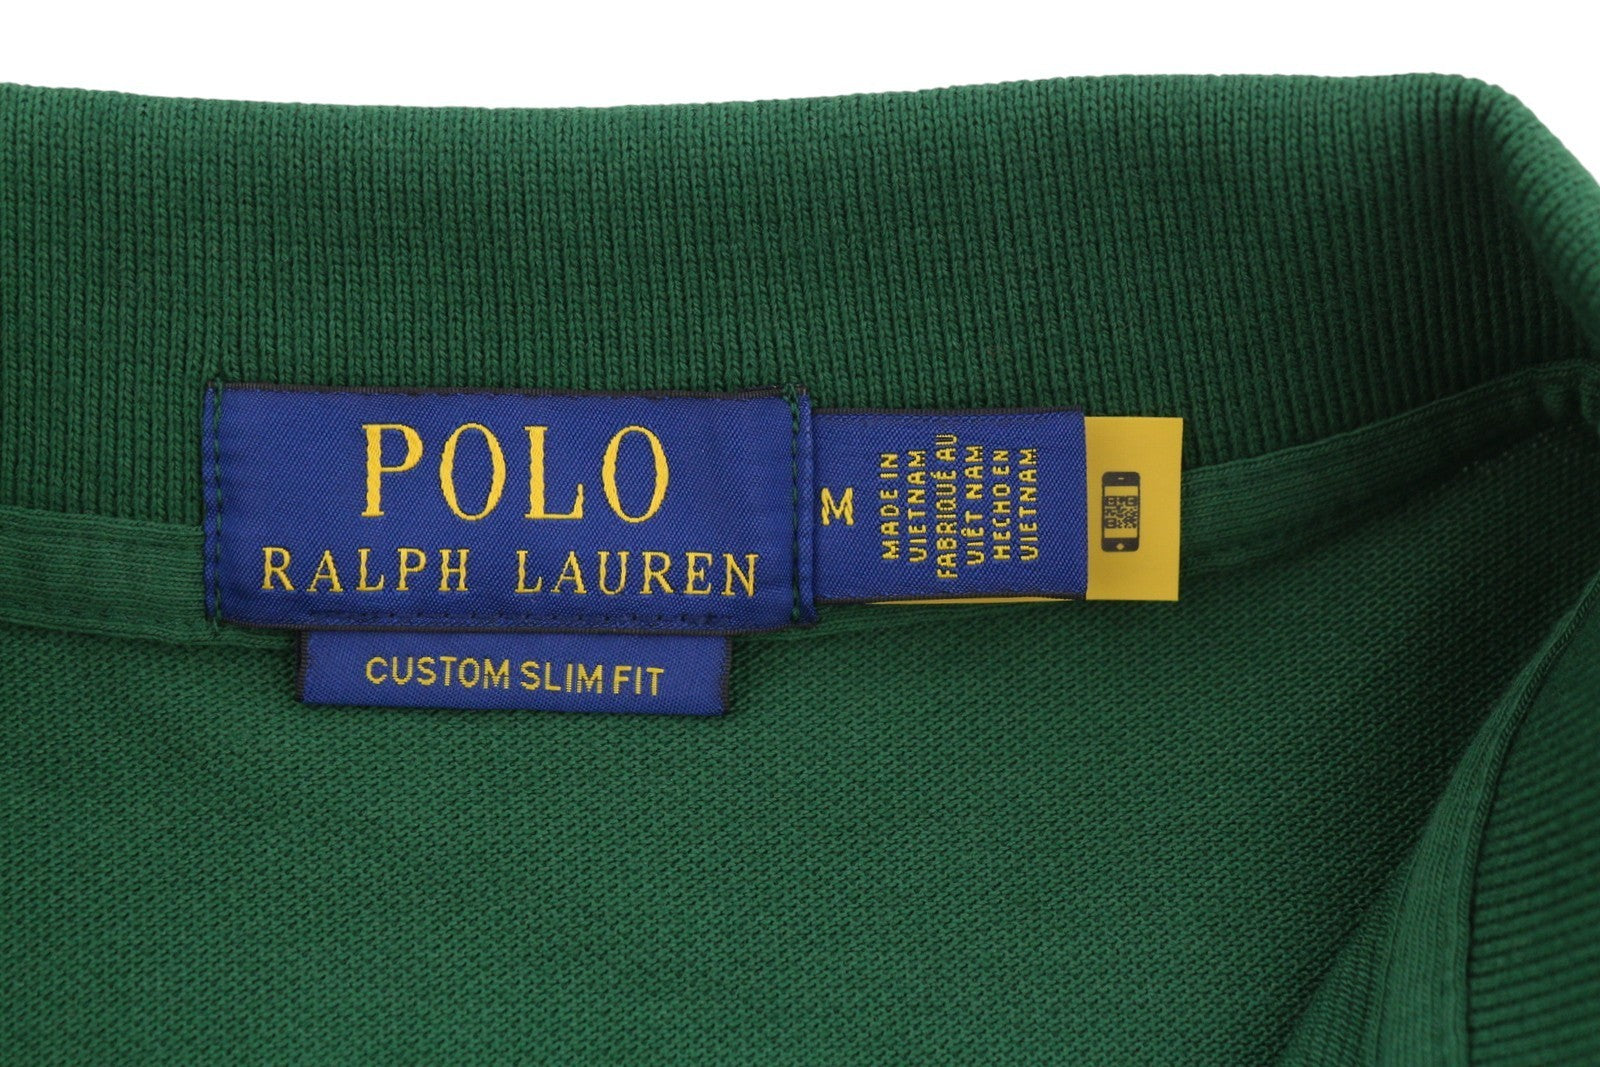 POLO
RALPH LAUREN
CUSTOM SLIM FIT
M
MADE IN
VIETNAM
FABRIQUÉ AU
VIÊT NAM
HECHO EN
VIETNAM